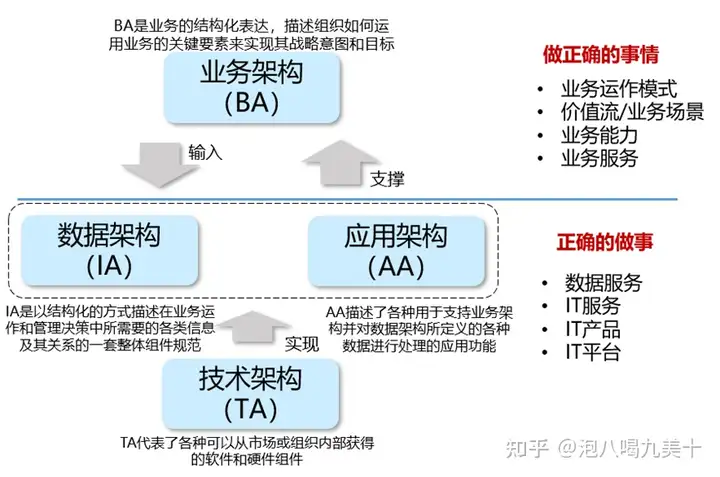 BA是业务的结构化表达，描述组织如何运
用业务的关键要素来实现其战略意图和目标
业务架构
（BA）
做正确的事情
• 业务运作模式
• 价值流/业务场景
• 业务能力
• 业务服务
输入
支撑
数据架构
（IA）
应用架构
（AA）
正确的做事
• 数据服务
• IT服务
• IT产品
• IT平台
IA是以结构化的方式描述在业务运
作和管理决策中所需要的各类信息
及其关系的一套整体组件规范
AA描述了各种用于支持业务架
构并对数据架构所定义的各种
数据进行处理的应用功能
实现
技术架构
（TA）
TA代表了各种可以从市场或组织内部获得
的软件和硬件组件
知乎 @泡八喝九美十